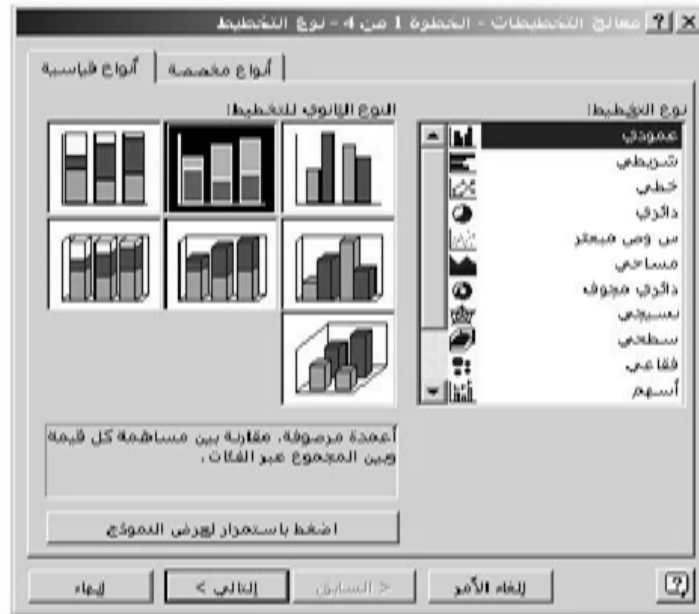 معالج التخطيطات - الخطوة 1 من 4 - نوع التخطيط
أنواع قياسية
أنواع مخصصة
نوع التخطيط:
عمودي
شريطي
خطي
دائري
س وص مبعثر
مساحي
دائري مجوف
نسيجي
سطحي
فقاعي
أسهم
النوع الثانوي للتخطيط:
أعمدة مرصوفة. مقارنة بين مساهمة كل قيمة
وبين المجموع عبر الفئات.
اضغط باستمرار لعرض النموذج
إلغاء الأمر
< السابق
التالي >
إنهاء